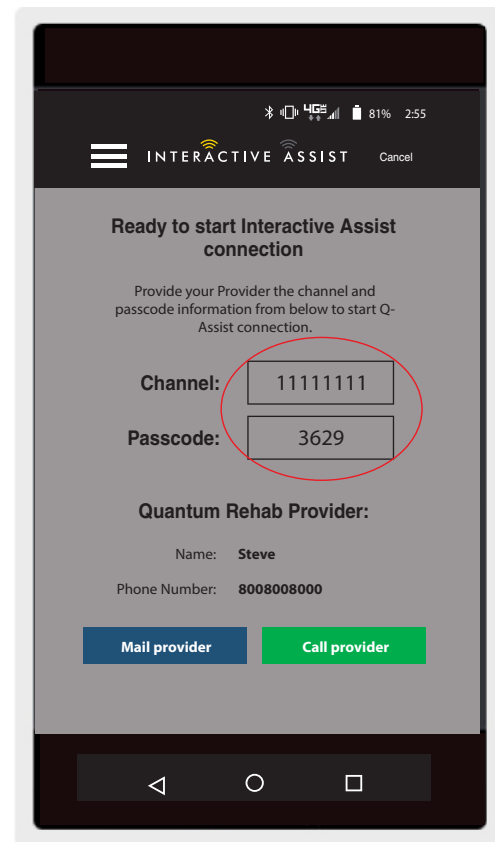 4G 81% 2:55
INTERACTIVE ASSIST Cancel
Ready to start Interactive Assist
connection
Provide your Provider the channel and
passcode information from below to start Q-
Assist connection.
Channel: 11111111
Passcode: 3629
Quantum Rehab Provider:
Name: Steve
Phone Number: 8008008000
Mail provider Call provider